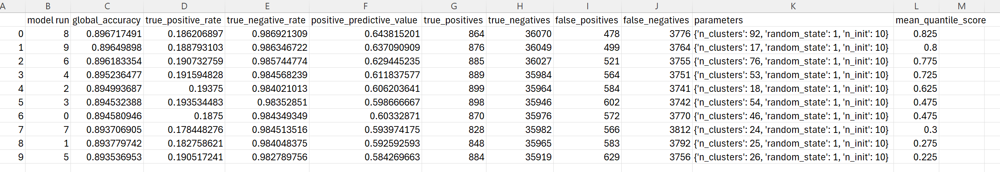 A B C D E F G H I J K L M
model run global_accuracy true_positive_rate true_negative_rate positive_predictive_value true_positives true_negatives false_positives false_negatives parameters mean_quantile_score
0 8 0.896717491 0.186206897 0.986921309 0.643815201 864 36070 478 3776 {'n_clusters': 92, 'random_state': 1, 'n_init': 10} 0.825
1 9 0.89649898 0.188793103 0.986346722 0.637090909 876 36049 499 3764 {'n_clusters': 17, 'random_state': 1, 'n_init': 10} 0.8
2 6 0.896183354 0.190732759 0.985744774 0.629445235 885 36027 521 3755 {'n_clusters': 76, 'random_state': 1, 'n_init': 10} 0.775
3 4 0.895236477 0.191594828 0.984568239 0.611837577 889 35984 564 3751 {'n_clusters': 53, 'random_state': 1, 'n_init': 10} 0.725
4 2 0.894993687 0.19375 0.984021013 0.606203641 899 35964 584 3741 {'n_clusters': 18, 'random_state': 1, 'n_init': 10} 0.625
5 3 0.894532388 0.193534483 0.98352851 0.598666667 898 35946 602 3742 {'n_clusters': 54, 'random_state': 1, 'n_init': 10} 0.475
6 0 0.894580946 0.1875 0.984349349 0.60332871 870 35976 572 3770 {'n_clusters': 46, 'random_state': 1, 'n_init': 10} 0.475
7 7 0.893706905 0.178448276 0.984513516 0.593974175 828 35982 566 3812 {'n_clusters': 24, 'random_state': 1, 'n_init': 10} 0.3
8 1 0.893779742 0.182758621 0.984048375 0.592592593 848 35965 583 3792 {'n_clusters': 25, 'random_state': 1, 'n_init': 10} 0.275
9 5 0.893536953 0.190517241 0.982789756 0.584269663 884 35919 629 3756 {'n_clusters': 26, 'random_state': 1, 'n_init': 10} 0.225